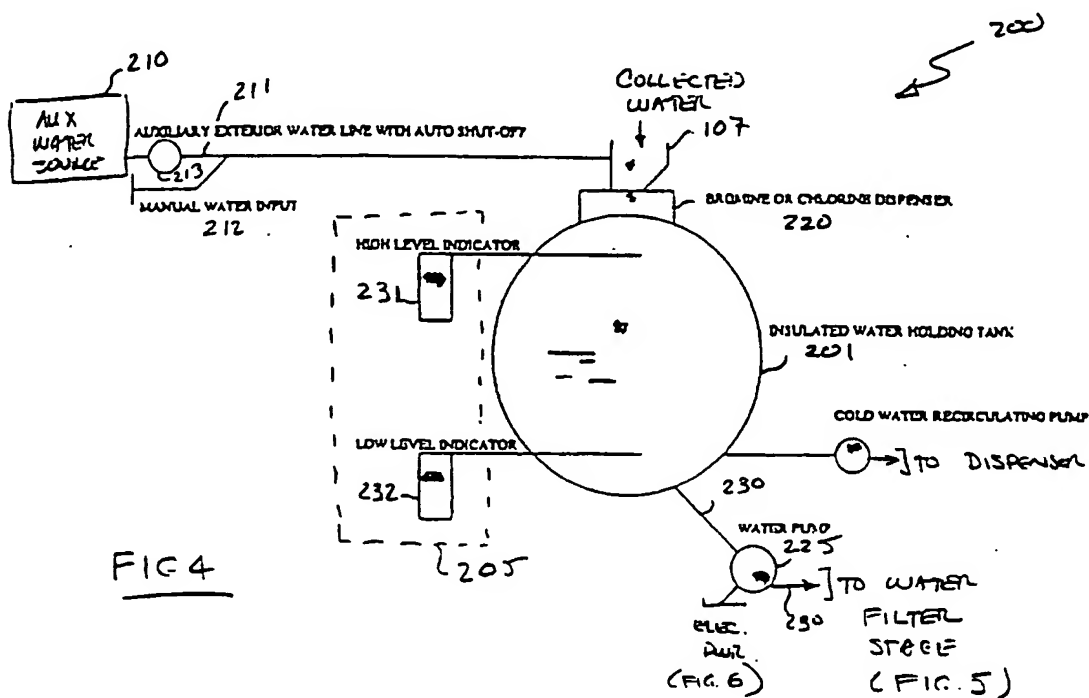 200
210
211
COLLECTED
WATER
AUX
WATER
SOURCE
AUXILIARY EXTERIOR WATER LINE WITH AUTO SHUT-OFF
107
213
MANUAL WATER INPUT
212
BROMINE OR CHLORINE DISPENSER
220
HIGH LEVEL INDICATOR
231
INSULATED WATER HOLDING TANK
201
COLD WATER RECIRCULATING PUMP
LOW LEVEL INDICATOR
TO DISPENSER
232
230
WATER PUMP
225
205
FIG 4
TO WATER
FILTER
STAGE
(FIG. 5)
230
ELEC.
PWR.
(FIG. 6)